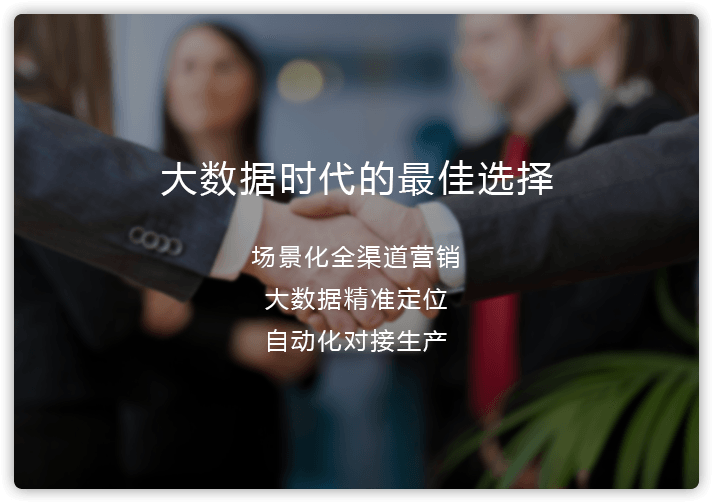 大数据时代的最佳选择
场景化全渠道营销
大数据精准定位
自动化对接生产